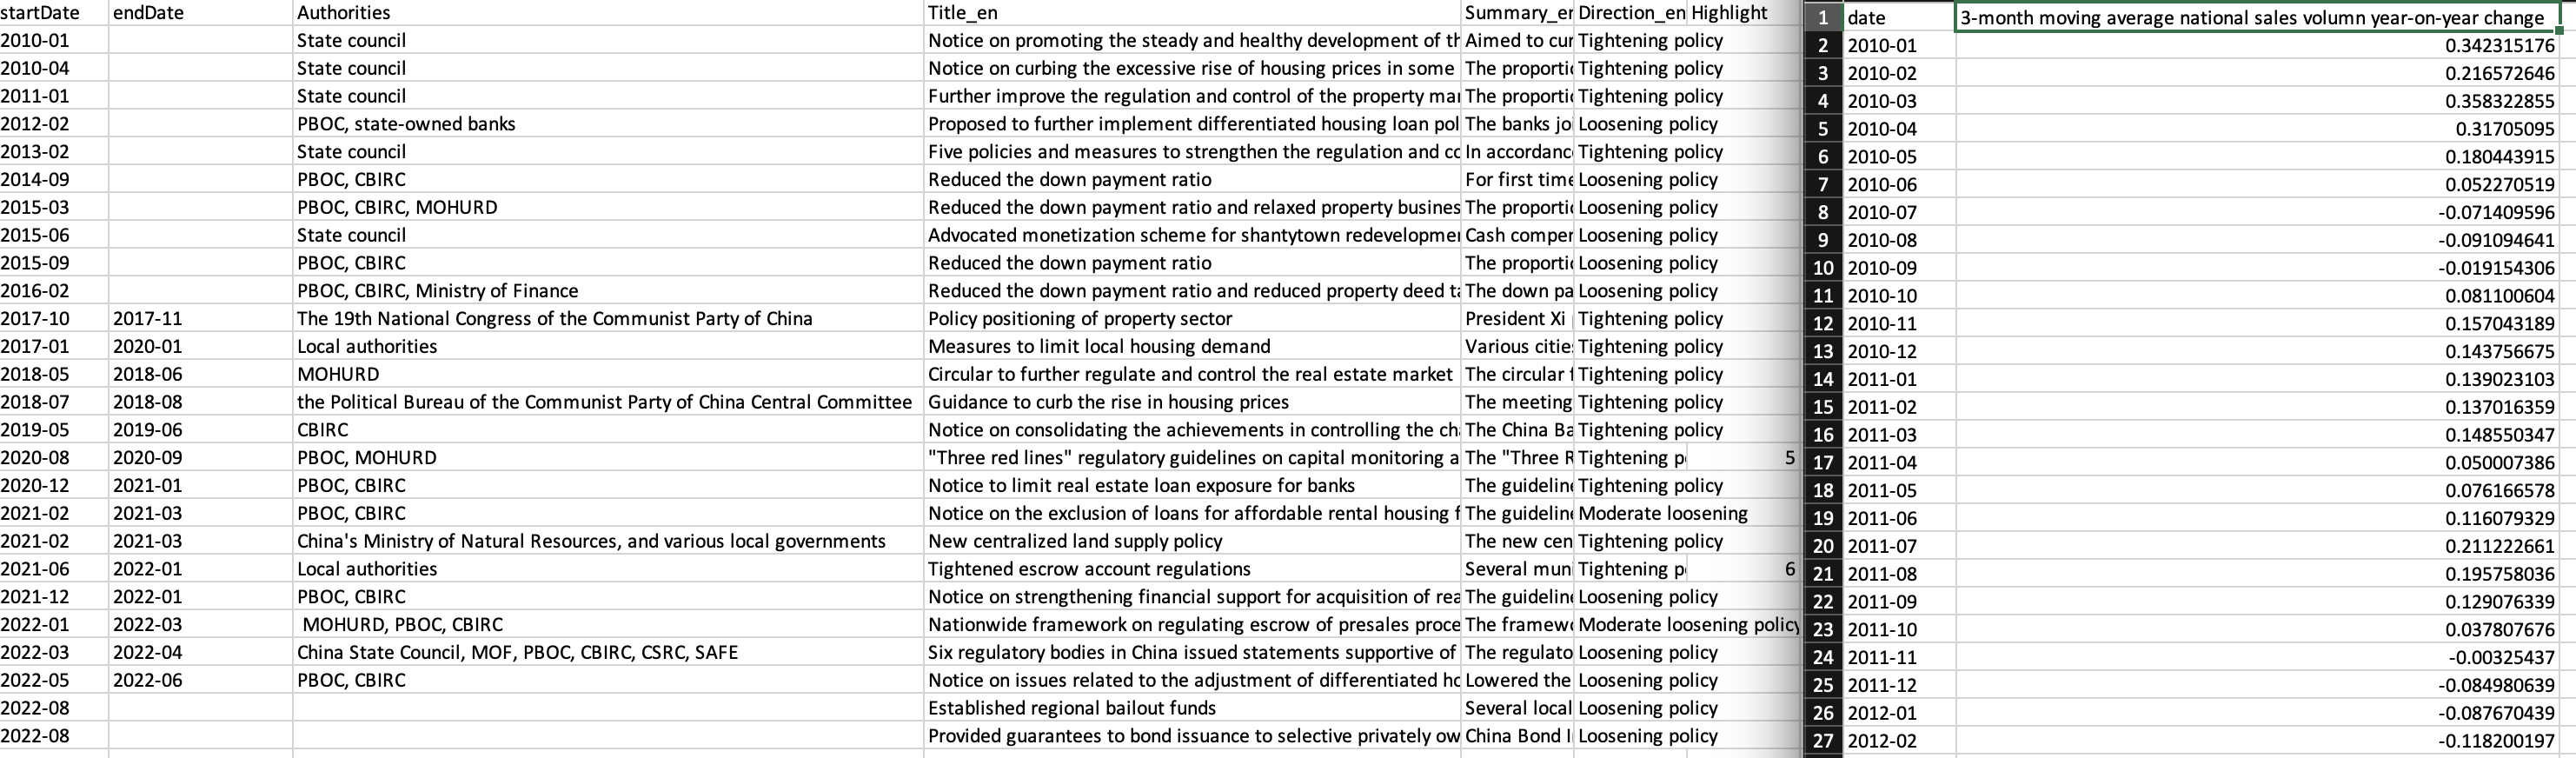 startDate endDate Authorities Title_en Summary_en Direction_en Highlight
2010-01 State council Notice on promoting the steady and healthy development of th Aimed to cur Tightening policy
2010-04 State council Notice on curbing the excessive rise of housing prices in some The proportic Tightening policy
2011-01 State council Further improve the regulation and control of the property mar The proportic Tightening policy
2012-02 PBOC, state-owned banks Proposed to further implement differentiated housing loan pol The banks joi Loosening policy
2013-02 State council Five policies and measures to strengthen the regulation and co In accordanc Tightening policy
2014-09 PBOC, CBIRC Reduced the down payment ratio For first time Loosening policy
2015-03 PBOC, CBIRC, MOHURD Reduced the down payment ratio and relaxed property busines The proportic Loosening policy
2015-06 State council Advocated monetization scheme for shantytown redevelopmen Cash comper Loosening policy
2015-09 PBOC, CBIRC Reduced the down payment ratio The proportic Loosening policy
2016-02 PBOC, CBIRC, Ministry of Finance Reduced the down payment ratio and reduced property deed ta The down pa Loosening policy
2017-10 2017-11 The 19th National Congress of the Communist Party of China Policy positioning of property sector President Xi Tightening policy
2017-01 2020-01 Local authorities Measures to limit local housing demand Various cities Tightening policy
2018-05 2018-06 MOHURD Circular to further regulate and control the real estate market The circular f Tightening policy
2018-07 2018-08 the Political Bureau of the Communist Party of China Central Committee Guidance to curb the rise in housing prices The meeting Tightening policy
2019-05 2019-06 CBIRC Notice on consolidating the achievements in controlling the cha The China Ba Tightening policy
2020-08 2020-09 PBOC, MOHURD "Three red lines" regulatory guidelines on capital monitoring a The "Three R Tightening po 5
2020-12 2021-01 PBOC, CBIRC Notice to limit real estate loan exposure for banks The guideline Tightening policy
2021-02 2021-03 PBOC, CBIRC Notice on the exclusion of loans for affordable rental housing f The guideline Moderate loosening
2021-02 2021-03 China's Ministry of Natural Resources, and various local governments New centralized land supply policy The new cen Tightening policy
2021-06 2022-01 Local authorities Tightened escrow account regulations Several muni Tightening po 6
2021-12 2022-01 PBOC, CBIRC Notice on strengthening financial support for acquisition of rea The guideline Loosening policy
2022-01 2022-03 MOHURD, PBOC, CBIRC Nationwide framework on regulating escrow of presales proce The framewo Moderate loosening policy
2022-03 2022-04 China State Council, MOF, PBOC, CBIRC, CSRC, SAFE Six regulatory bodies in China issued statements supportive of The regulato Loosening policy
2022-05 2022-06 PBOC, CBIRC Notice on issues related to the adjustment of differentiated ho Lowered the Loosening policy
2022-08 Established regional bailout funds Several local Loosening policy
2022-08 Provided guarantees to bond issuance to selective privately ow China Bond I Loosening policy
1 date 3-month moving average national sales volumn year-on-year change
2 2010-01 0.342315176
3 2010-02 0.216572646
4 2010-03 0.358322855
5 2010-04 0.31705095
6 2010-05 0.180443915
7 2010-06 0.052270519
8 2010-07 -0.071409596
9 2010-08 -0.091094641
10 2010-09 -0.019154306
11 2010-10 0.081100604
12 2010-11 0.157043189
13 2010-12 0.143756675
14 2011-01 0.139023103
15 2011-02 0.137016359
16 2011-03 0.148550347
17 2011-04 0.050007386
18 2011-05 0.076166578
19 2011-06 0.116079329
20 2011-07 0.211222661
21 2011-08 0.195758036
22 2011-09 0.129076339
23 2011-10 0.037807676
24 2011-11 -0.00325437
25 2011-12 -0.084980639
26 2012-01 -0.087670439
27 2012-02 -0.118200197